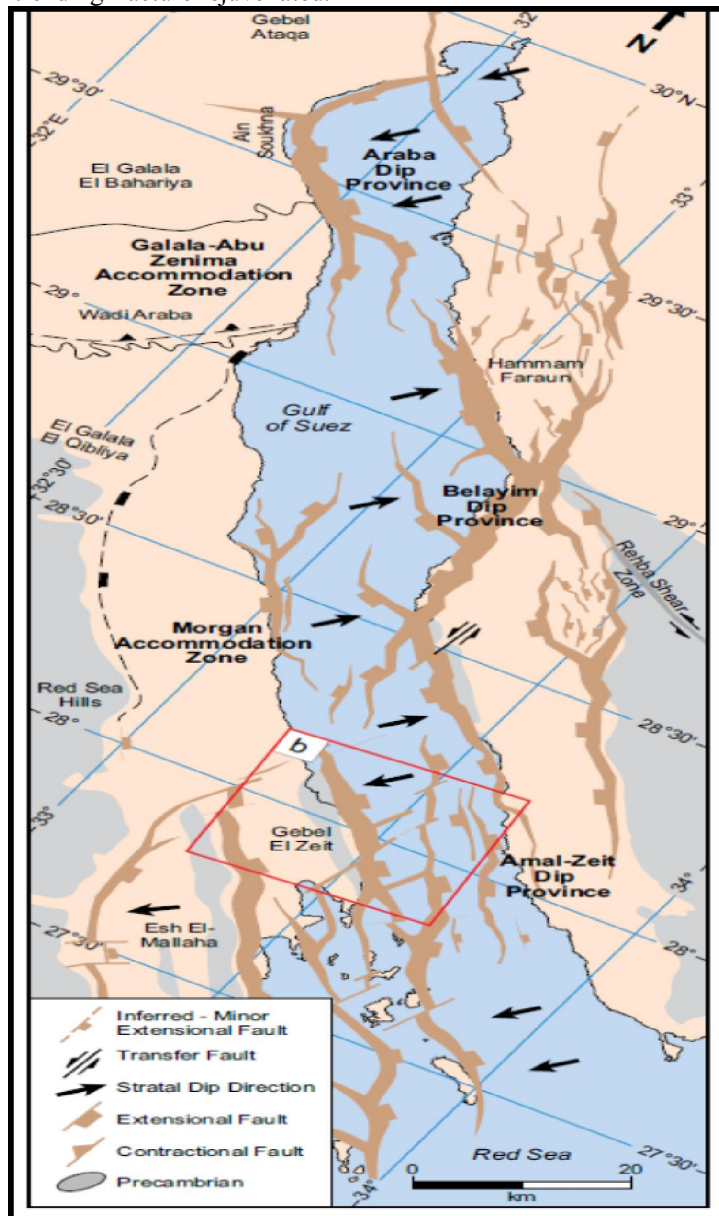 Gebel
Ataqa
32°
N
29°30'
32°E
30°N
Ain
Soukhna
Araba
Dip
Province
El Galala
El Bahariya
33°
Galala-Abu
Zenima
Accommodation
Zone
29°
29°30'
Wadi Araba
Hammam
Faraun
Gulf
of Suez
El Galala
El Qibliya
32°30'
28°30'
Belayim
Dip
Province
29°
Rehba Shear
Zone
Morgan
Accommodation
Zone
Red Sea
Hills
28°
28°30'
b
33°
Gebel
El Zeit
Amal-Zeit
Dip
Province
34°
Esh El-
Mallaha
27°30'
28°
Inferred - Minor
Extensional Fault
Transfer Fault
Stratal Dip Direction
Extensional Fault
Contractional Fault
Precambrian
Red Sea
27°30'
0 20
km
34°